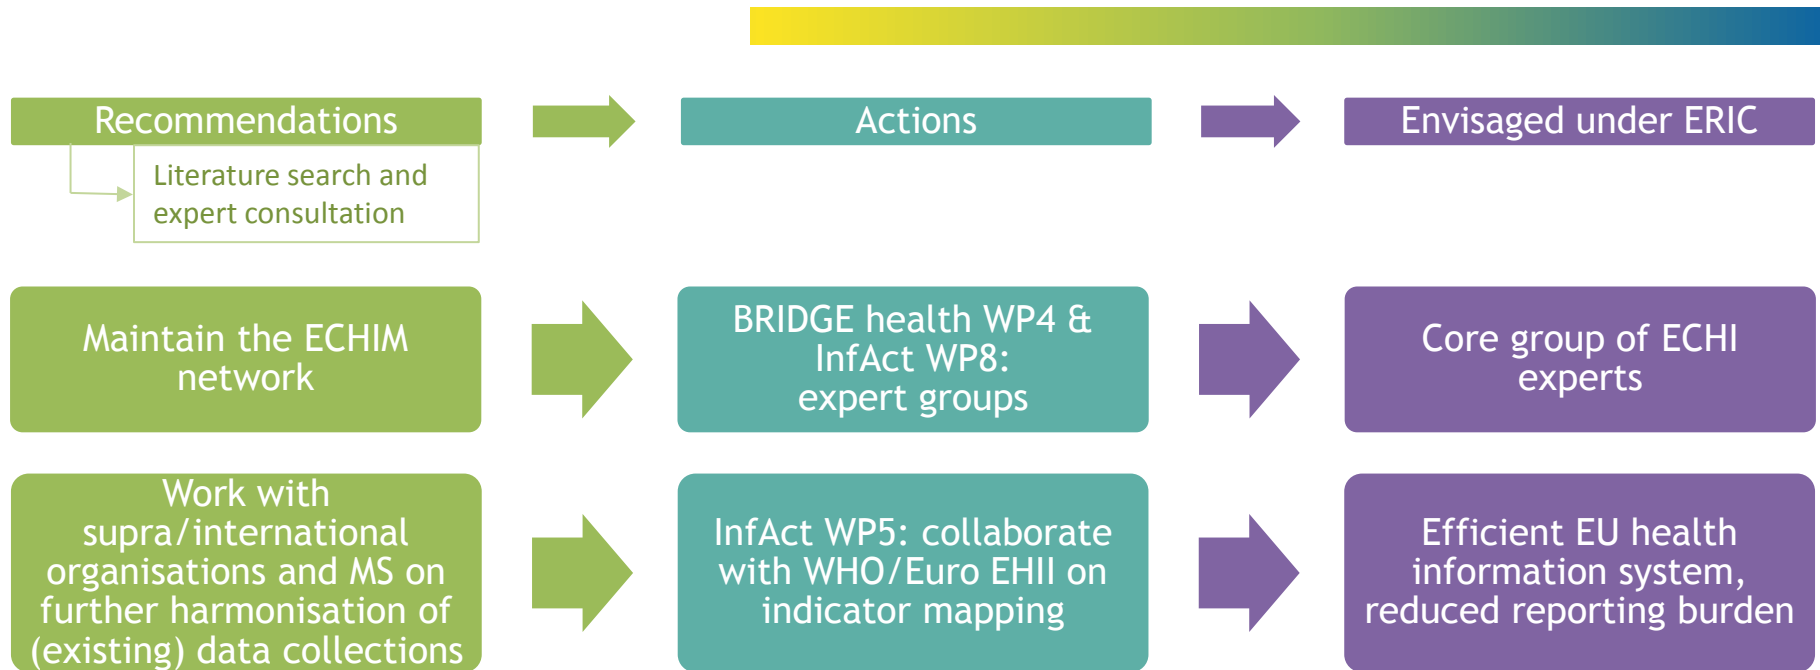 Recommendations
Actions
Envisaged under ERIC
Literature search and
expert consultation
Maintain the ECHIM
network
BRIDGE health WP4 &
InfAct WP8:
expert groups
Core group of ECHI
experts
Work with
supra/international
organisations and MS on
further harmonisation of
(existing) data collections
InfAct WP5: collaborate
with WHO/Euro EHII on
indicator mapping
Efficient EU health
information system,
reduced reporting burden